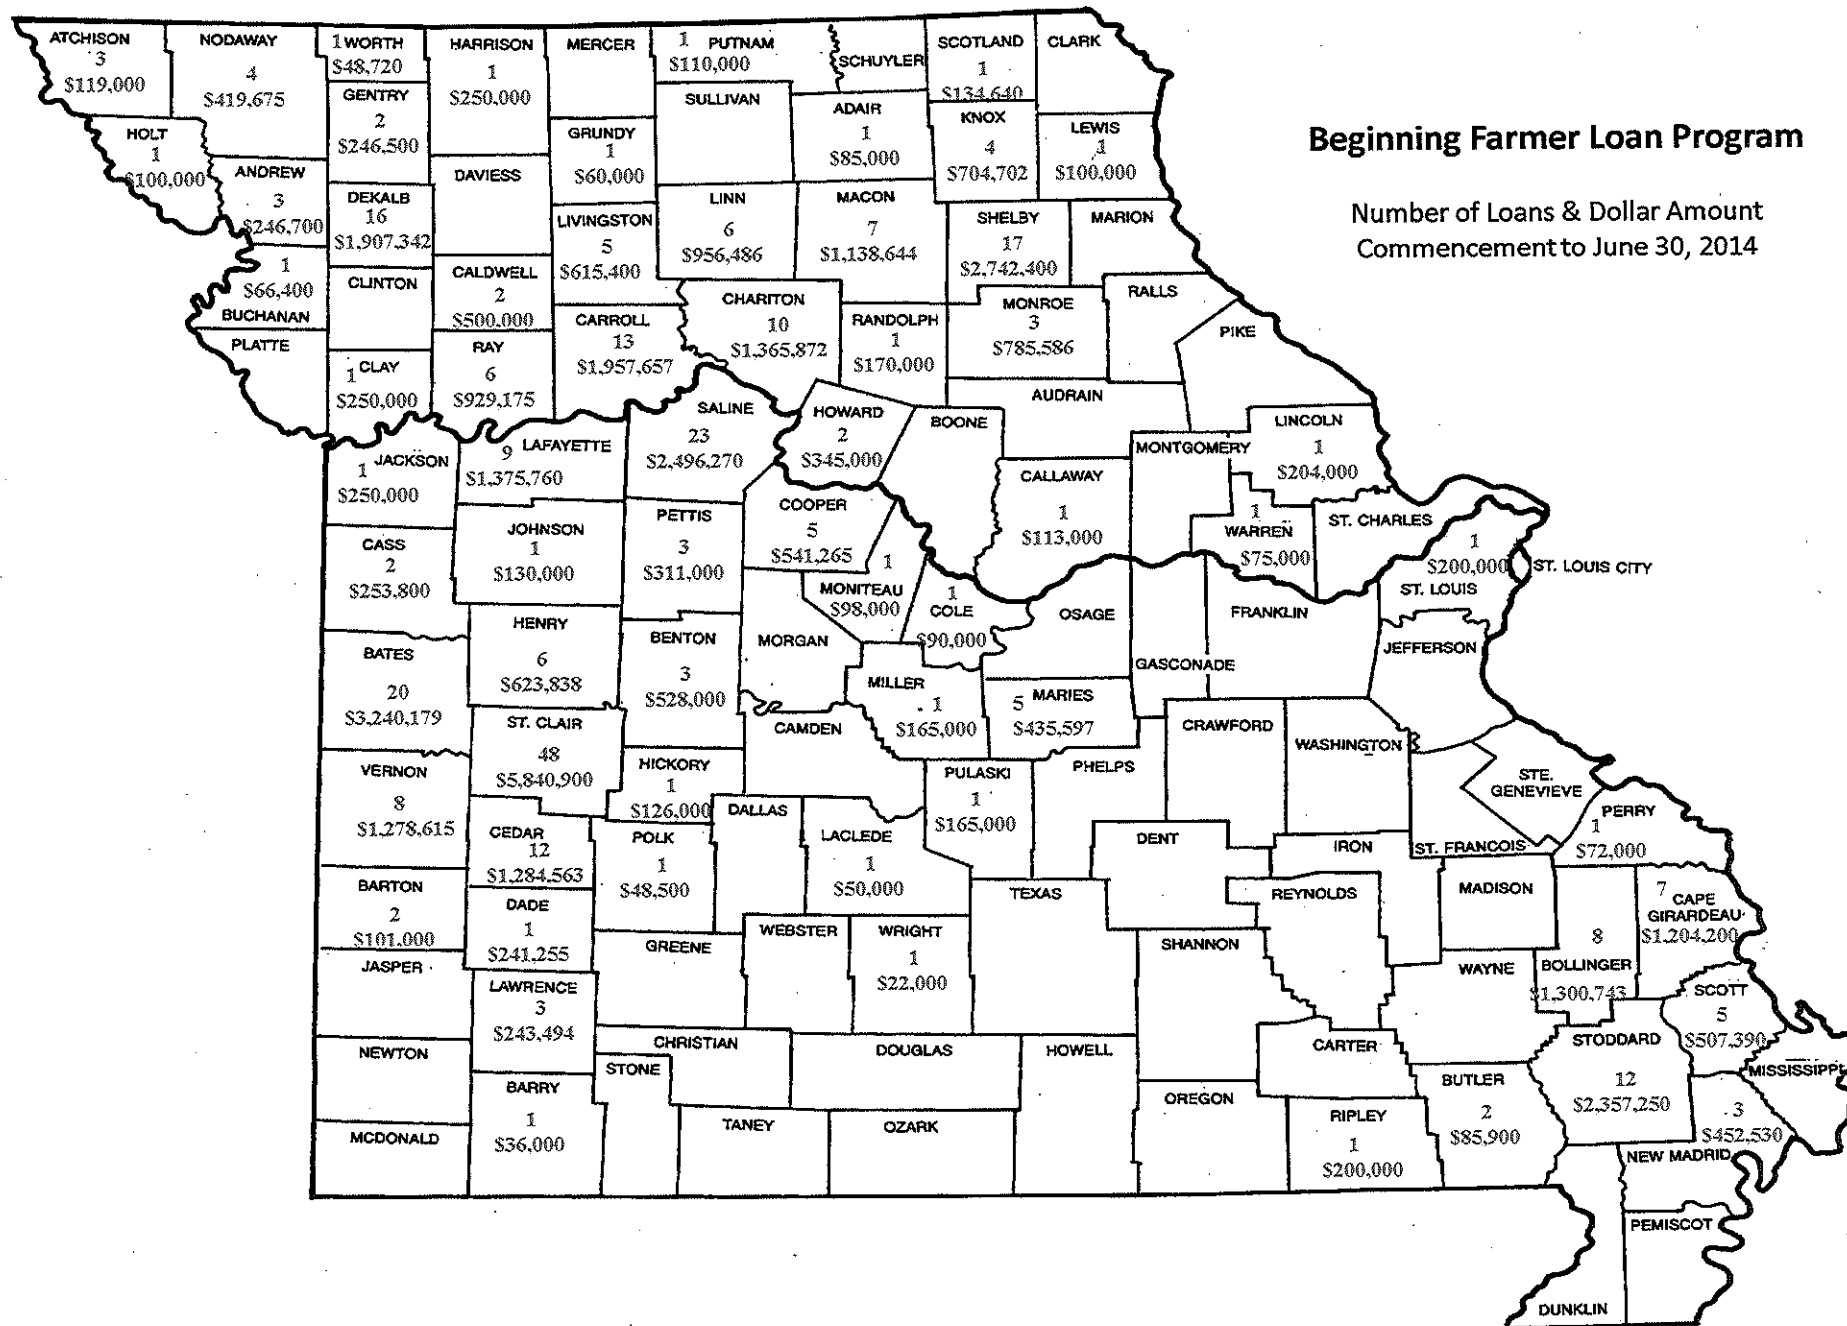 Beginning Farmer Loan Program
Number of Loans & Dollar Amount
Commencement to June 30, 2014
ATCHISON
3
$119,000
NODAWAY
4
$419,675
1 WORTH
$48,720
HARRISON
1
$250,000
MERCER
1 PUTNAM
$110,000
SCHUYLER
SCOTLAND
1
$134,640
CLARK
GENTRY
2
$246,500
SULLIVAN
ADAIR
1
$85,000
KNOX
4
$704,702
LEWIS
1
$100,000
HOLT
1
$100,000
ANDREW
3
$246,700
DEKALB
16
$1,907,342
DAVIESS
GRUNDY
1
$60,000
LIVINGSTON
5
$615,400
LINN
6
$956,486
MACON
7
$1,138,644
SHELBY
17
$2,742,400
MARION
1
$66,400
BUCHANAN
CLINTON
CALDWELL
2
$500,000
CARROLL
13
$1,957,657
CHARITON
10
$1,365,872
RANDOLPH
1
$170,000
MONROE
3
$785,586
RALLS
PIKE
PLATTE
1 CLAY
$250,000
RAY
6
$929,175
SALINE
23
$2,496,270
HOWARD
2
$345,000
BOONE
AUDRAIN
MONTGOMERY
LINCOLN
1
$204,000
1 JACKSON
$250,000
9 LAFAYETTE
$1,375,760
CALLAWAY
1
$113,000
1
WARREN
$75,000
ST. CHARLES
1
$200,000
ST. LOUIS
ST. LOUIS CITY
CASS
2
$253,800
JOHNSON
1
$130,000
PETTIS
3
$311,000
COOPER
5
$541,265
1
MONITEAU
$98,000
1
COLE
$90,000
OSAGE
GASCONADE
FRANKLIN
JEFFERSON
BATES
20
$3,240,179
HENRY
6
$623,838
BENTON
3
$528,000
MORGAN
MILLER
1
$165,000
5 MARIES
$435,597
CAMDEN
CRAWFORD
WASHINGTON
STE.
GENEVIEVE
VERNON
8
$1,278,615
ST. CLAIR
48
$5,840,900
HICKORY
1
$126,000
DALLAS
LACLEDE
1
$50,000
PULASKI
1
$165,000
PHELPS
DENT
IRON
ST. FRANCOIS
PERRY
1
$72,000
CEDAR
12
$1,284,563
POLK
1
$48,500
BARTON
2
$101,000
DADE
1
$241,255
GREENE
WEBSTER
WRIGHT
1
$22,000
TEXAS
SHANNON
REYNOLDS
MADISON
8
BOLLINGER
$1,300,743
7
CAPE
GIRARDEAU
$1,204,200
JASPER
LAWRENCE
3
$243,494
WAYNE
SCOTT
5
$507,390
NEWTON
CHRISTIAN
STONE
DOUGLAS
HOWELL
CARTER
STODDARD
12
$2,357,250
MISSISSIPPI
BARRY
1
$36,000
MCDONALD
TANEY
OZARK
OREGON
RIPLEY
1
$200,000
BUTLER
2
$85,900
3
$452,530
NEW MADRID
PEMISCOT
DUNKLIN